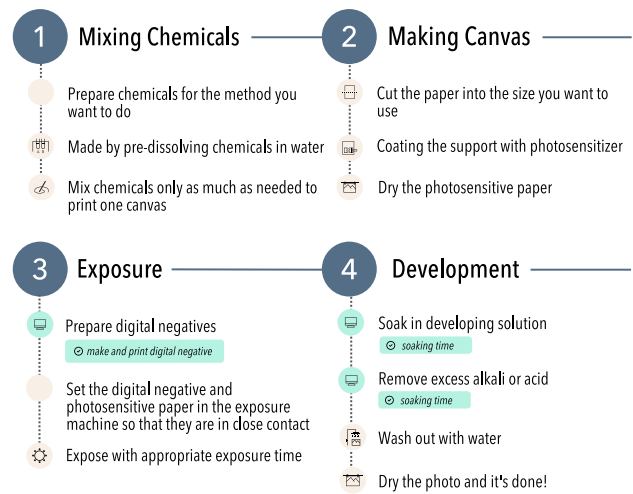 1 Mixing Chemicals
Prepare chemicals for the method you
want to do
Made by pre-dissolving chemicals in water
Mix chemicals only as much as needed to
print one canvas
2 Making Canvas
Cut the paper into the size you want to
use
Coating the support with photosensitizer
Dry the photosensitive paper
3 Exposure
Prepare digital negatives
make and print digital negative
Set the digital negative and
photosensitive paper in the exposure
machine so that they are in close contact
Expose with appropriate exposure time
4 Development
Soak in developing solution
soaking time
Remove excess alkali or acid
soaking time
Wash out with water
Dry the photo and it's done!